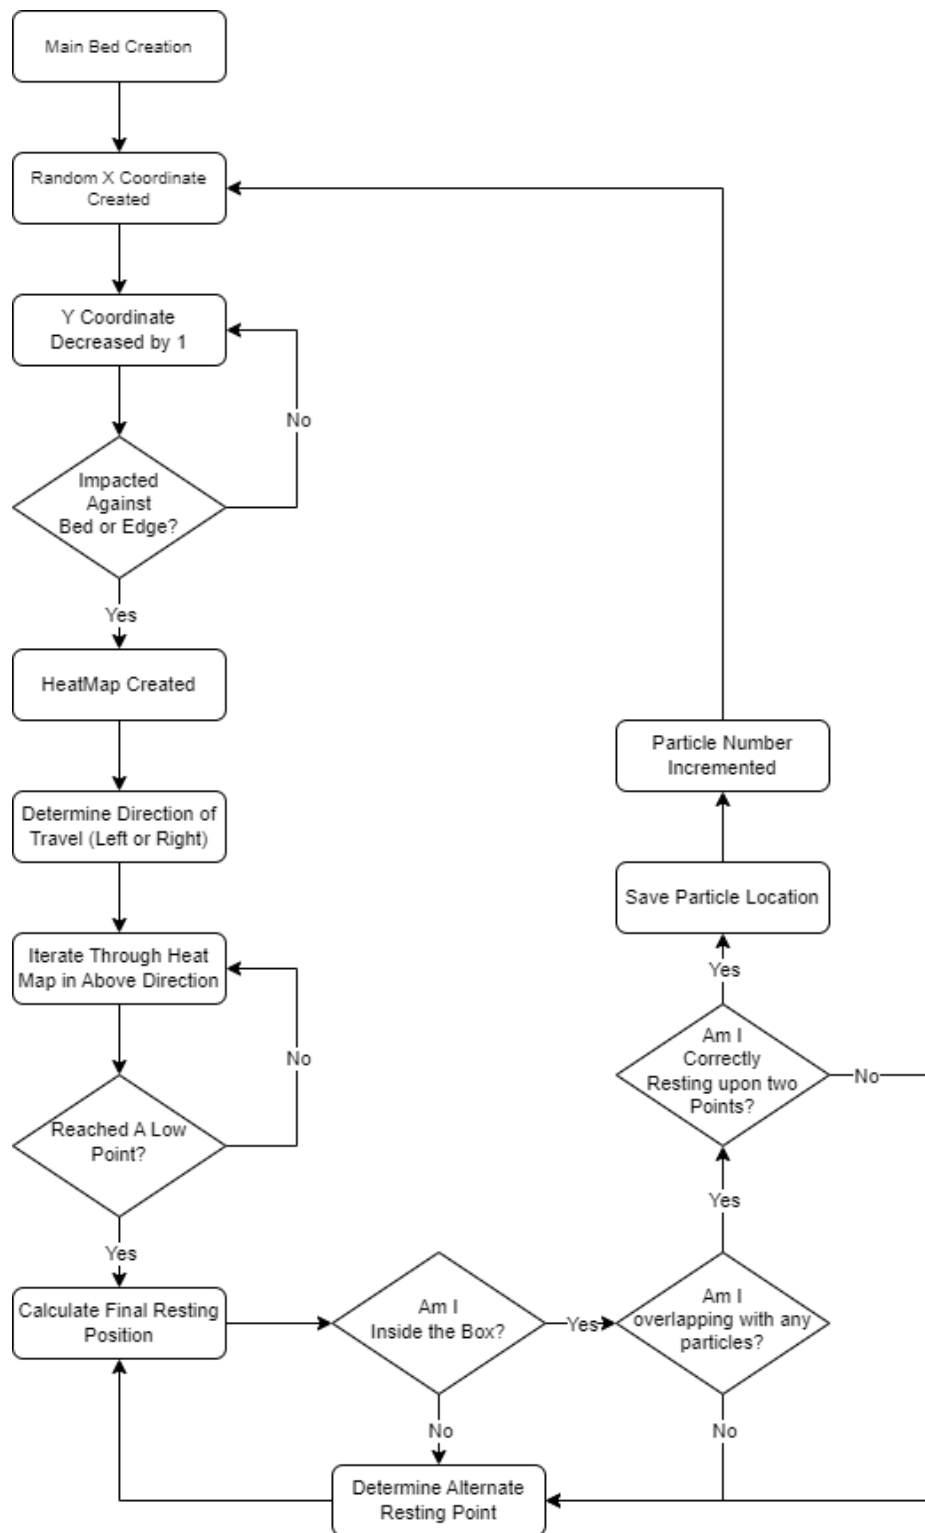 Main Bed Creation
Random X Coordinate
Created
Y Coordinate
Decreased by 1
No
Impacted
Against
Bed or Edge?
Yes
HeatMap Created
Determine Direction of
Travel (Left or Right)
Iterate Through Heat
Map in Above Direction
No
Reached A Low
Point?
Yes
Calculate Final Resting
Position
Am I
Inside the Box?
Yes
No
Determine Alternate
Resting Point
Am I
overlapping with any
particles?
No
Yes
Am I
Correctly
Resting upon two
Points?
No
Yes
Save Particle Location
Particle Number
Incremented